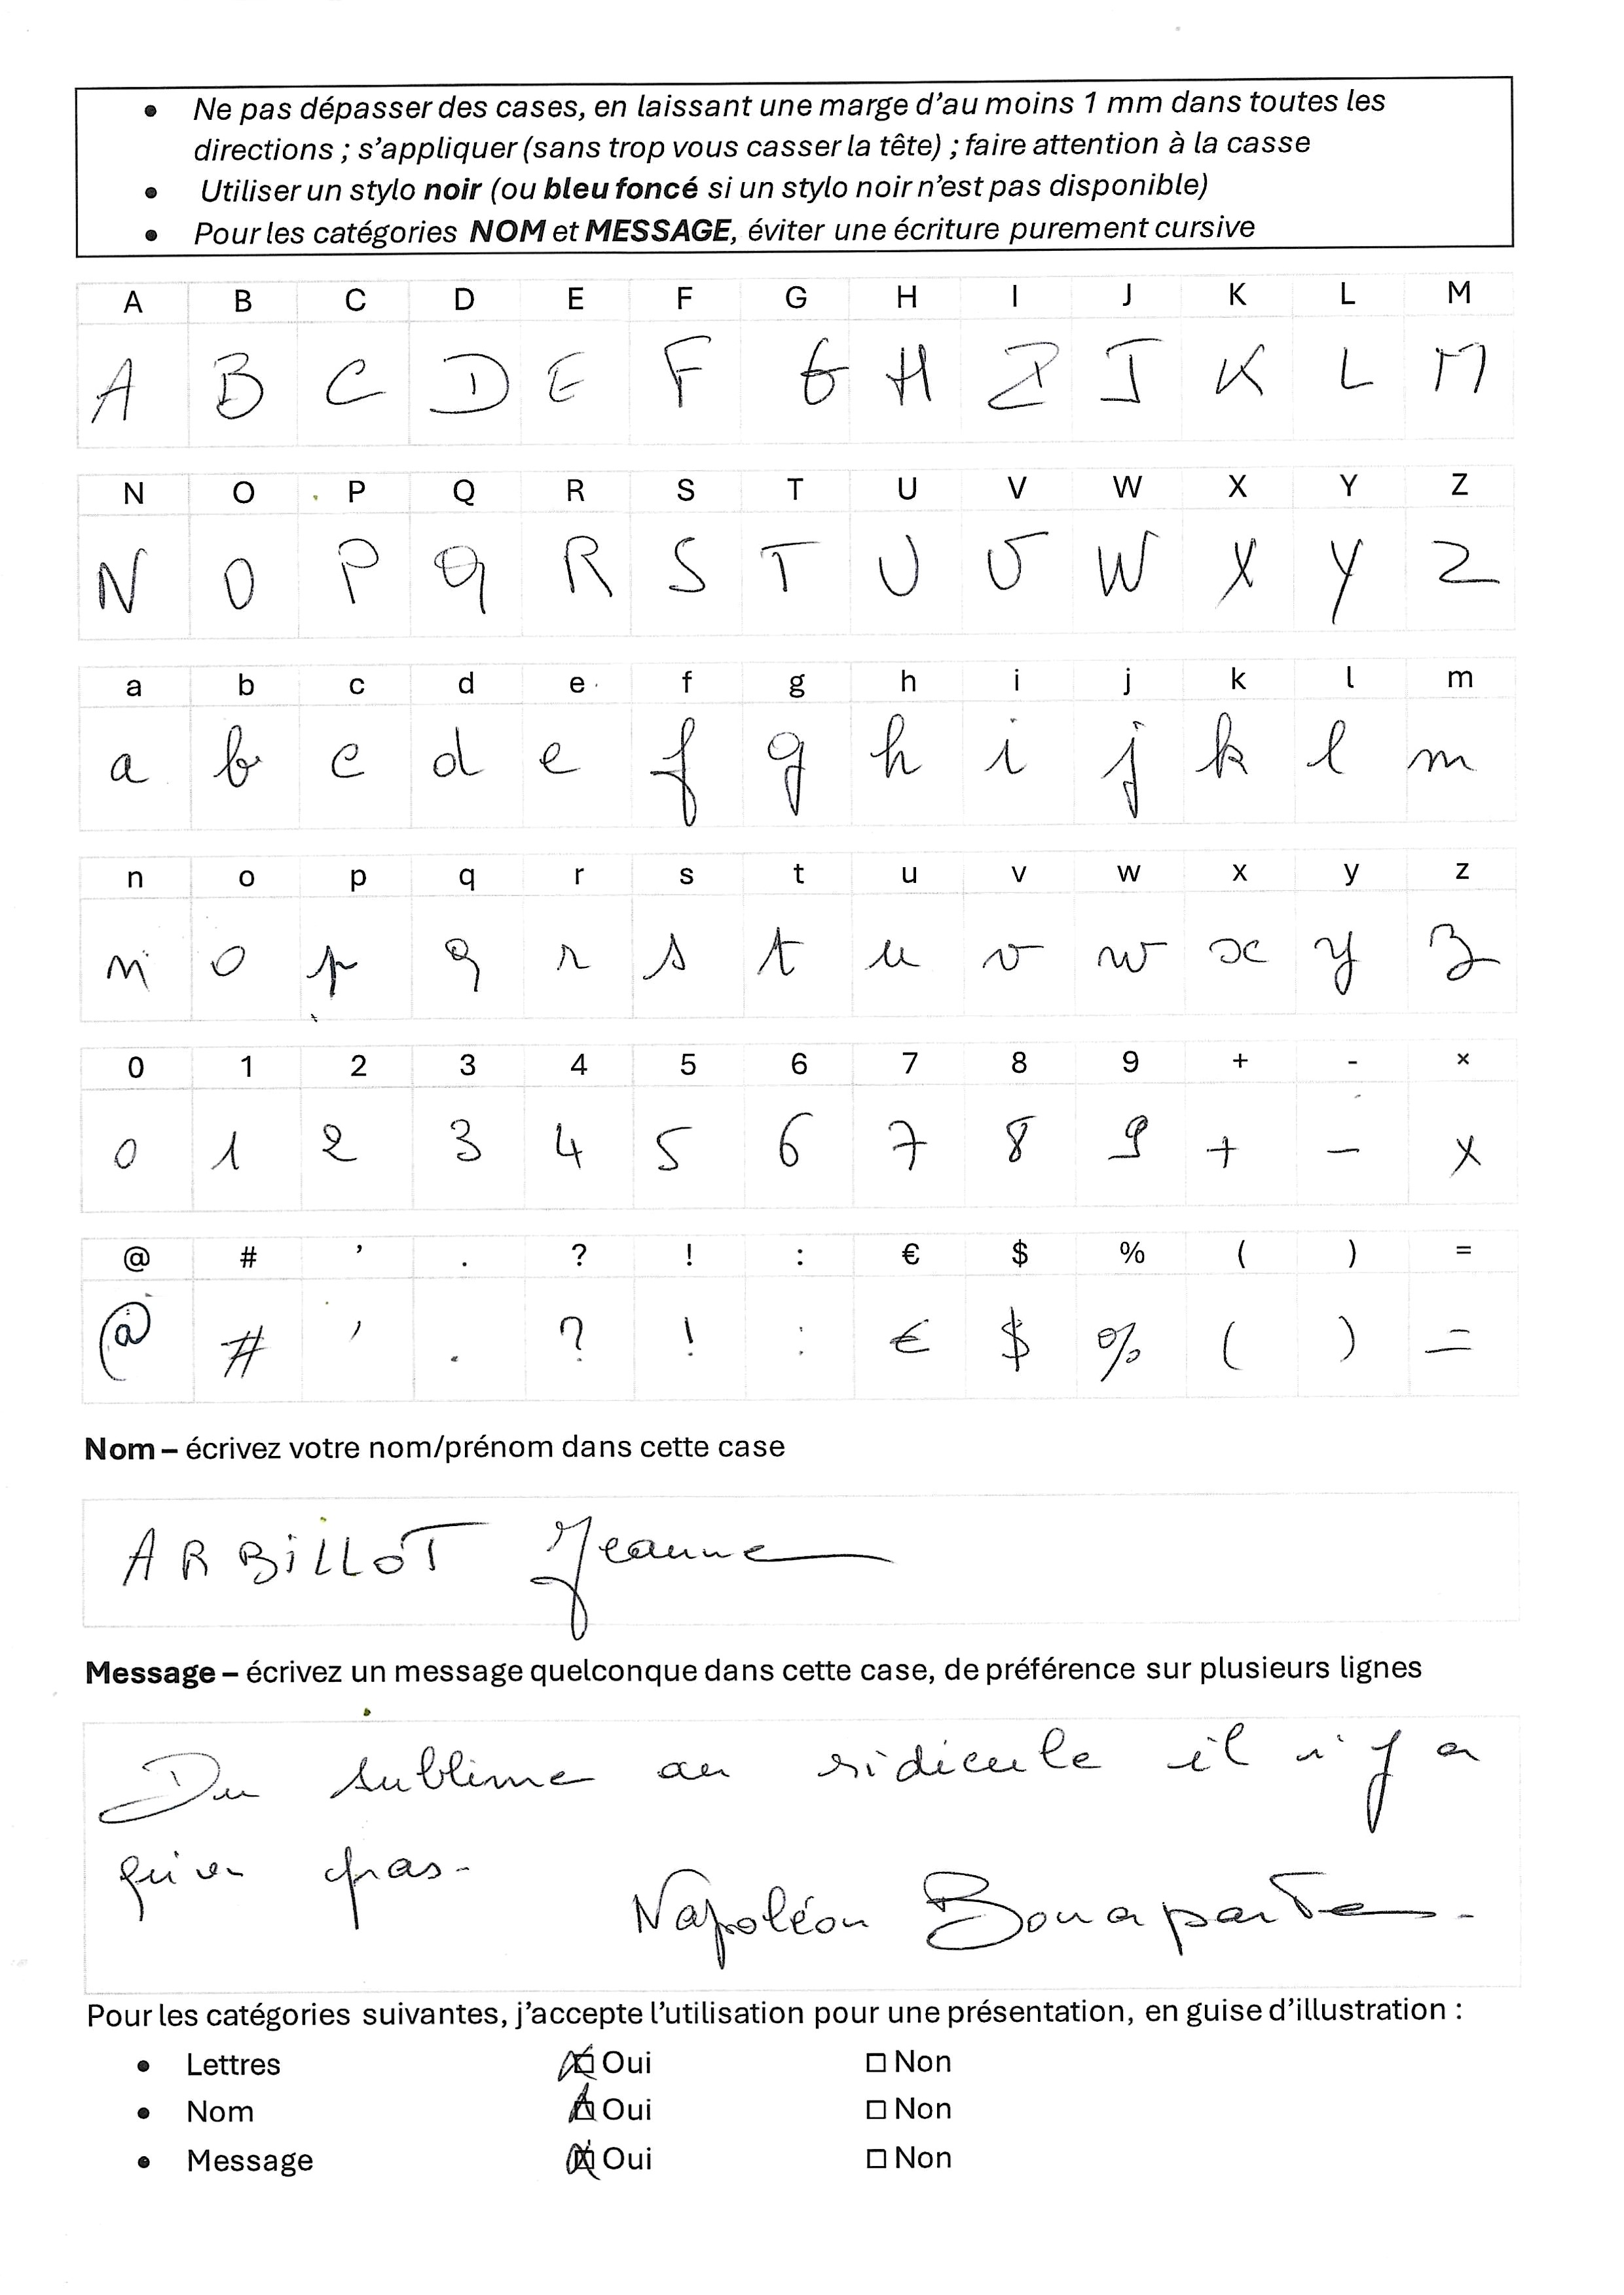 • Ne pas dépasser des cases, en laissant une marge d'au moins 1 mm dans toutes les
directions ; s'appliquer (sans trop vous casser la tête) ; faire attention à la casse
• Utiliser un stylo noir (ou bleu foncé si un stylo noir n'est pas disponible)
• Pour les catégories NOM et MESSAGE, éviter une écriture purement cursive
A B C D E F G H I J K L M
A B C D E F G H I J K L M
N O P Q R S T U V W X Y Z
N O P Q R S T U V W X Y Z
a b c d e f g h i j k l m
a b c d e f g h i j k l m
n o p q r s t u v w x y z
n o p q r s t u v w x y z
0 1 2 3 4 5 6 7 8 9 + - ×
0 1 2 3 4 5 6 7 8 9 + - ×
@ # ’ . ? ! : € $ % ( ) =
@ # ’ . ? ! : € $ % ( ) =
Nom – écrivez votre nom/prénom dans cette case
ARBiLLOT Jeanne
Message – écrivez un message quelconque dans cette case, de préférence sur plusieurs lignes
Du sublime au ridicule il n'y a
qu'un pas.
Napoléon Bonaparte.
Pour les catégories suivantes, j'accepte l'utilisation pour une présentation, en guise d'illustration :
• Lettres ☒ Oui ☐ Non
• Nom ☒ Oui ☐ Non
• Message ☒ Oui ☐ Non